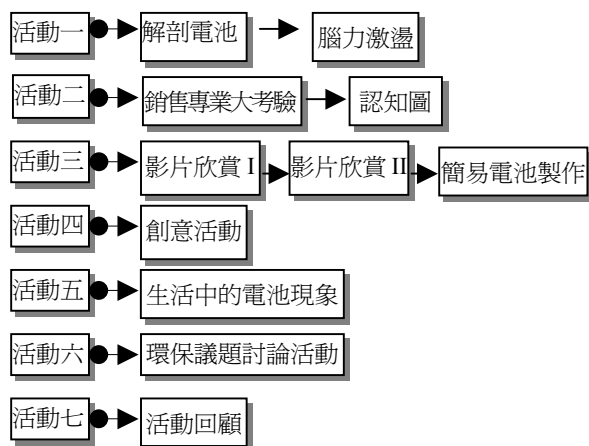 活動一 解剖電池 腦力激盪
活動二 銷售專業大考驗 認知圖
活動三 影片欣賞 I 影片欣賞 II 簡易電池製作
活動四 創意活動
活動五 生活中的電池現象
活動六 環保議題討論活動
活動七 活動回顧